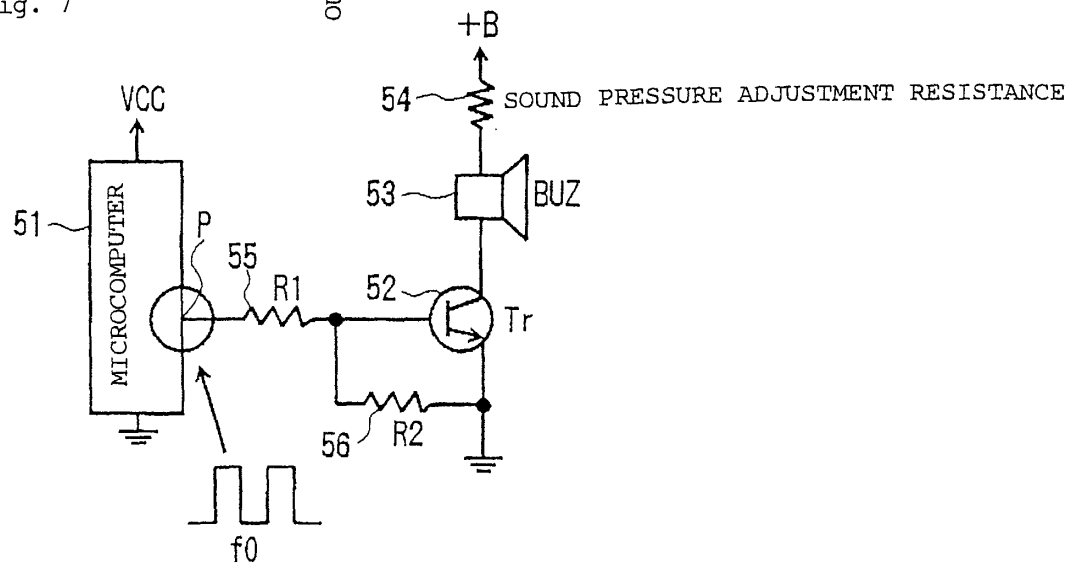 +B
54
SOUND PRESSURE ADJUSTMENT RESISTANCE
VCC
53
BUZ
51
MICROCOMPUTER
P
55
R1
52
Tr
56
R2
f0